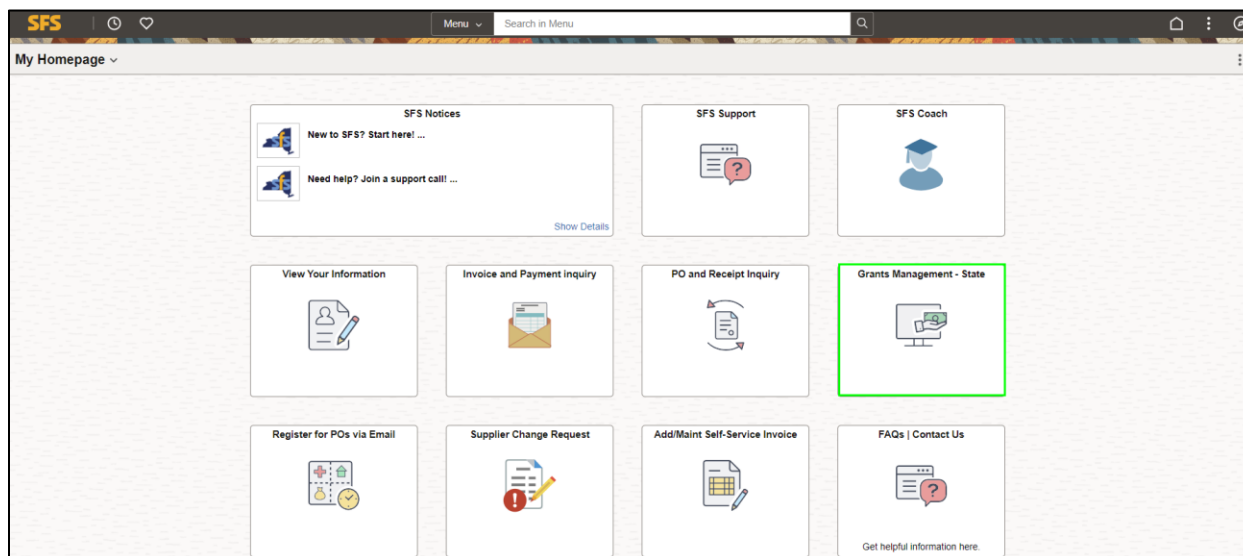 SFS
Menu
Search in Menu
My Homepage
SFS Notices
New to SFS? Start here! ...
Need help? Join a support call! ...
Show Details
SFS Support
SFS Coach
View Your Information
Invoice and Payment inquiry
PO and Receipt Inquiry
Grants Management - State
Register for POs via Email
Supplier Change Request
Add/Maint Self-Service Invoice
FAQs | Contact Us
Get helpful information here.